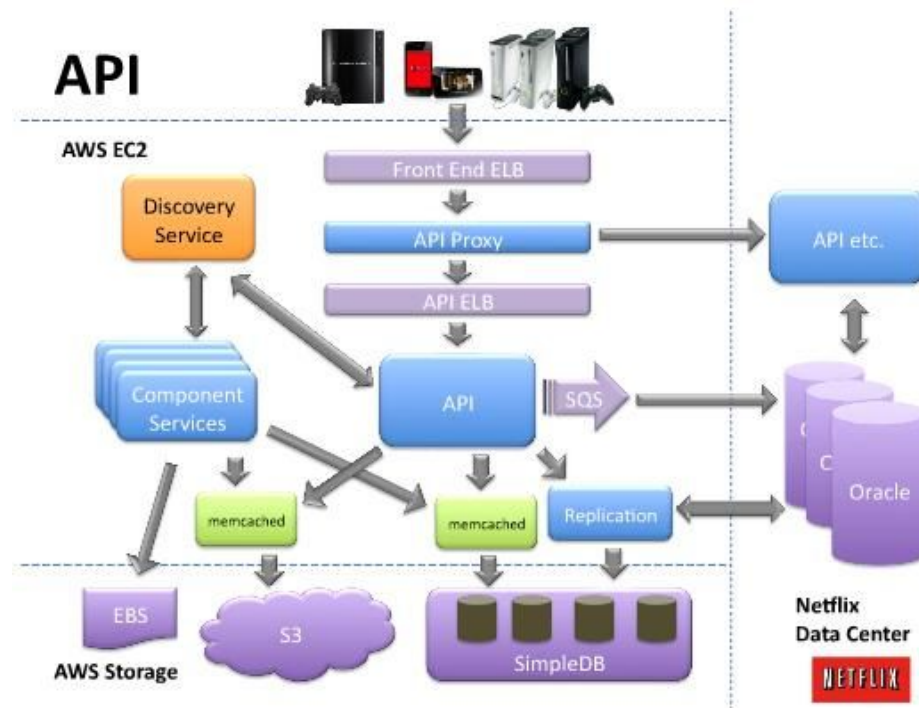 API
AWS EC2
Front End ELB
Discovery
Service
API Proxy
API etc.
API ELB
Component
Services
API
SQS
Oracle
memcached
memcached
Replication
EBS
S3
SimpleDB
AWS Storage
Netflix
Data Center
NETFLIX